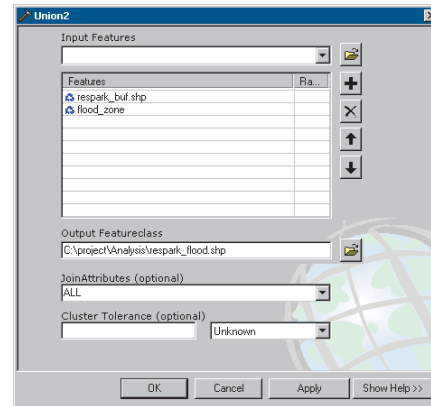 Union2
Input Features
Features Ra...
respark_buf.shp
flood_zone
Output Featureclass
C:\project\Analysis\respark_flood.shp
JoinAttributes (optional)
ALL
Cluster Tolerance (optional)
Unknown
OK Cancel Apply Show Help >>